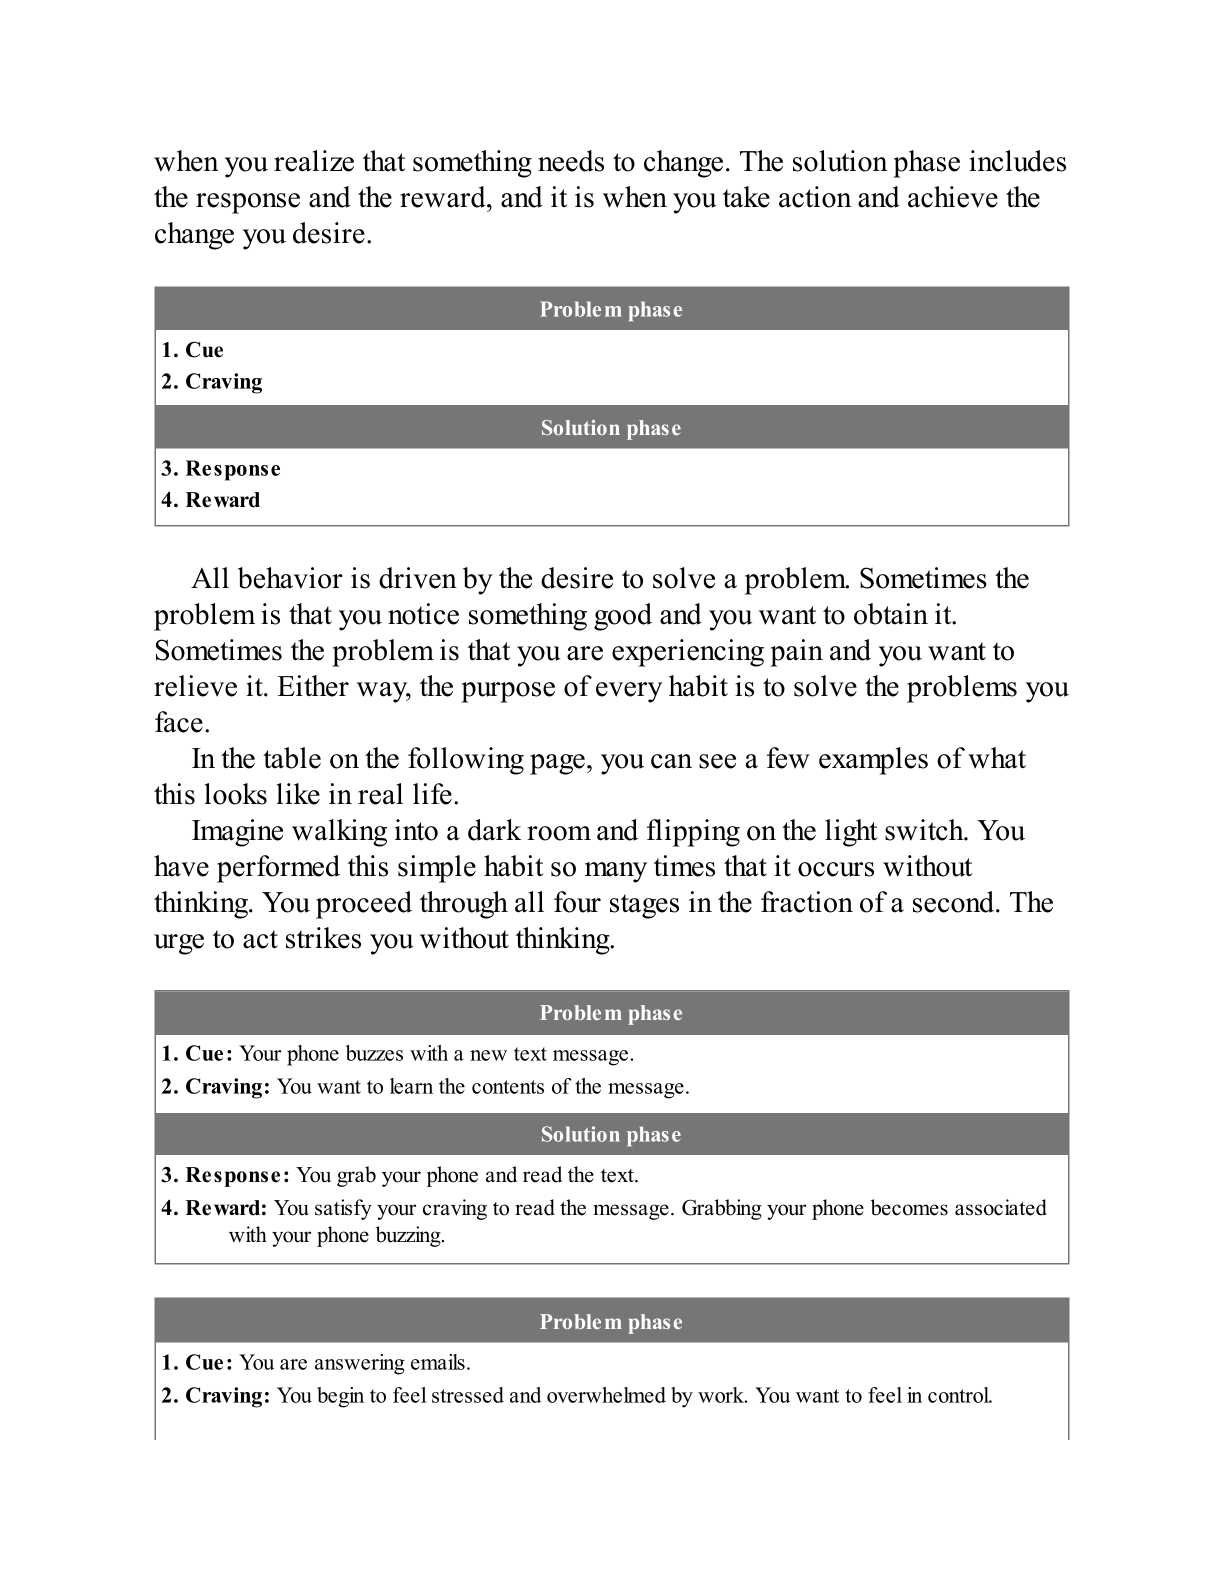 when you realize that something needs to change. The solution phase includes
the response and the reward, and it is when you take action and achieve the
change you desire.
Problem phase
1. Cue
2. Craving
Solution phase
3. Response
4. Reward
All behavior is driven by the desire to solve a problem. Sometimes the
problem is that you notice something good and you want to obtain it.
Sometimes the problem is that you are experiencing pain and you want to
relieve it. Either way, the purpose of every habit is to solve the problems you
face.
In the table on the following page, you can see a few examples of what
this looks like in real life.
Imagine walking into a dark room and flipping on the light switch. You
have performed this simple habit so many times that it occurs without
thinking. You proceed through all four stages in the fraction of a second. The
urge to act strikes you without thinking.
Problem phase
1. Cue: Your phone buzzes with a new text message.
2. Craving: You want to learn the contents of the message.
Solution phase
3. Response: You grab your phone and read the text.
4. Reward: You satisfy your craving to read the message. Grabbing your phone becomes associated
with your phone buzzing.
Problem phase
1. Cue: You are answering emails.
2. Craving: You begin to feel stressed and overwhelmed by work. You want to feel in control.